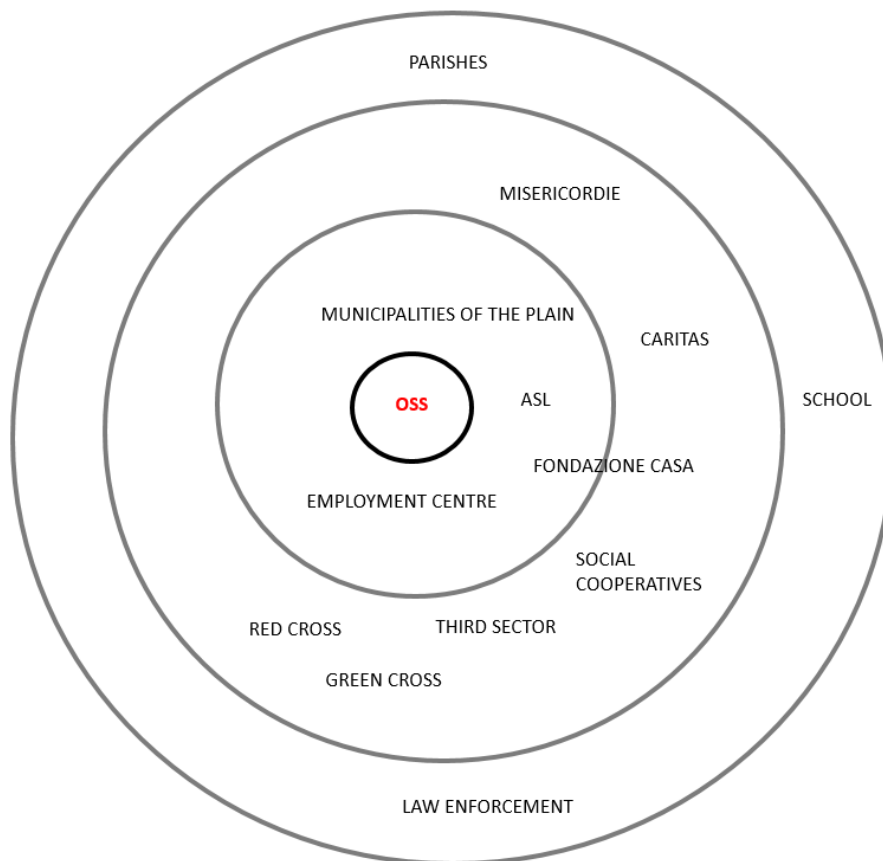 PARISHES
MISERICORDIE
MUNICIPALITIES OF THE PLAIN
CARITAS
OSS
ASL
SCHOOL
FONDAZIONE CASA
EMPLOYMENT CENTRE
SOCIAL
COOPERATIVES
RED CROSS
THIRD SECTOR
GREEN CROSS
LAW ENFORCEMENT